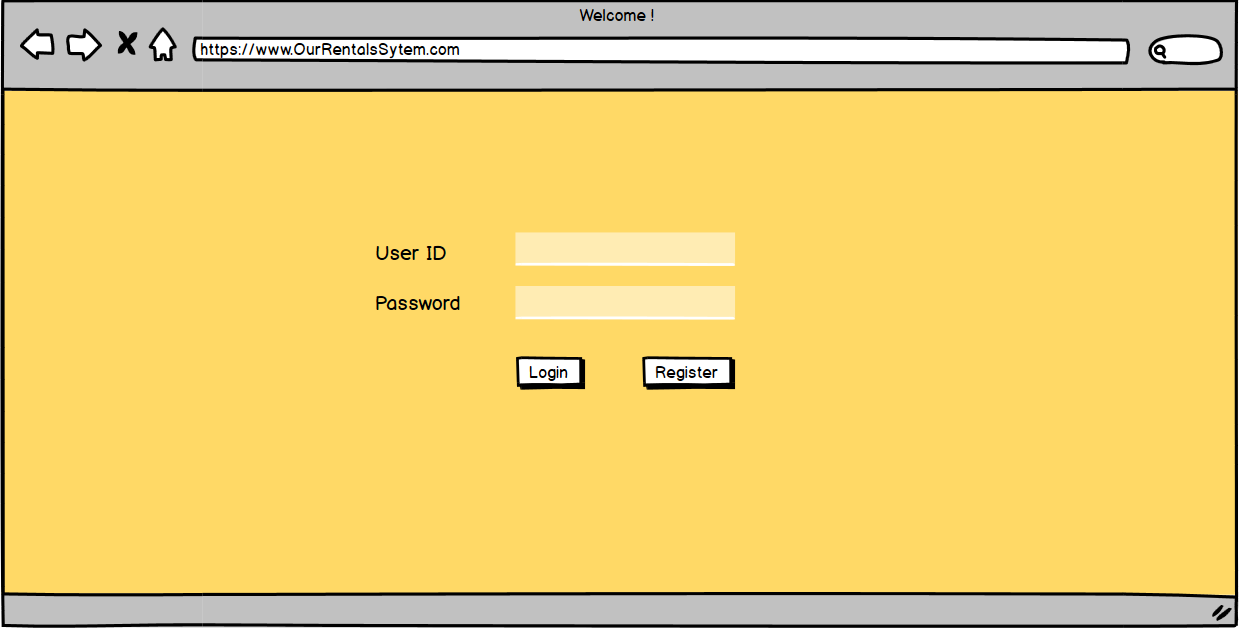 Welcome !
https://www.OurRentalsSytem.com
User ID
Password
Login Register